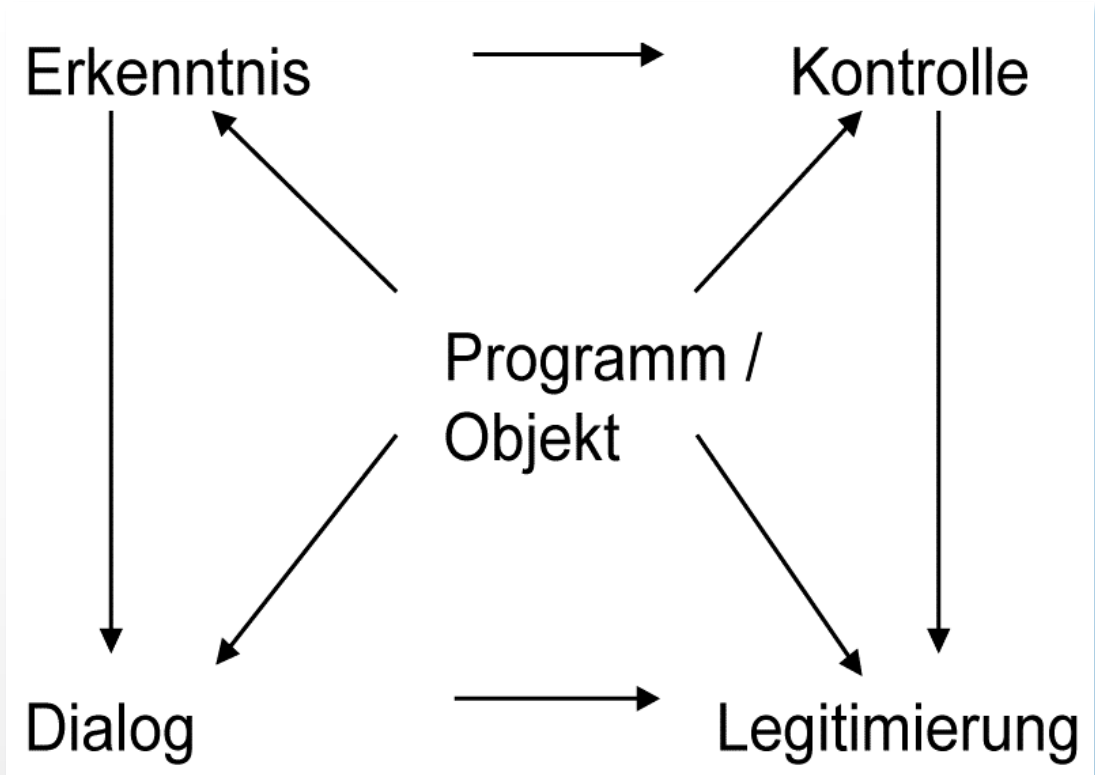 Erkenntnis
Kontrolle
Programm /
Objekt
Dialog
Legitimierung